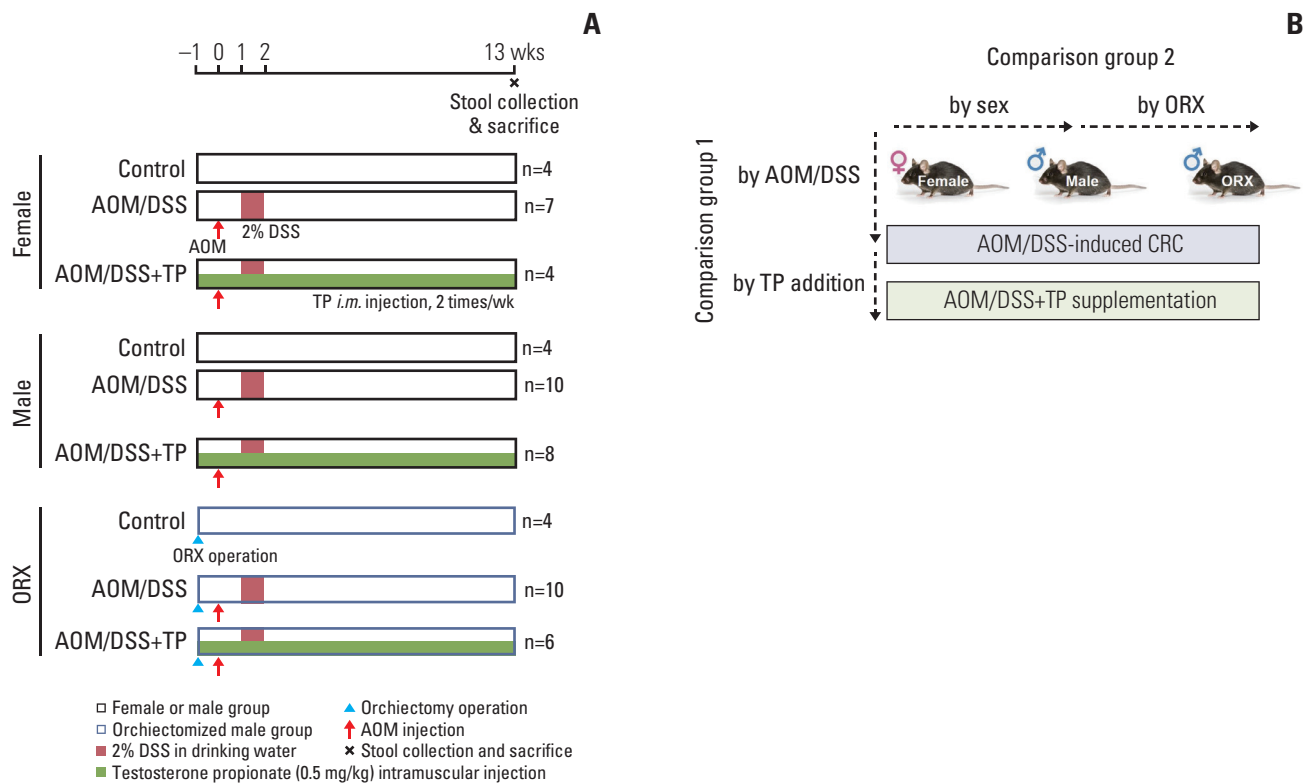 A
–1 0 1 2 13 wks
Stool collection
& sacrifice
Female
Control
n=4
AOM/DSS
n=7
AOM
2% DSS
AOM/DSS+TP
n=4
TP i.m. injection, 2 times/wk
Male
Control
n=4
AOM/DSS
n=10
AOM/DSS+TP
n=8
ORX
Control
n=4
ORX operation
AOM/DSS
n=10
AOM/DSS+TP
n=6
Female or male group
Orchiectomized male group
2% DSS in drinking water
Testosterone propionate (0.5 mg/kg) intramuscular injection
Orchiectomy operation
AOM injection
Stool collection and sacrifice
B
Comparison group 2
by sex
by ORX
Comparison group 1
by AOM/DSS
♀
Female
♂
Male
♂
ORX
AOM/DSS-induced CRC
by TP addition
AOM/DSS+TP supplementation